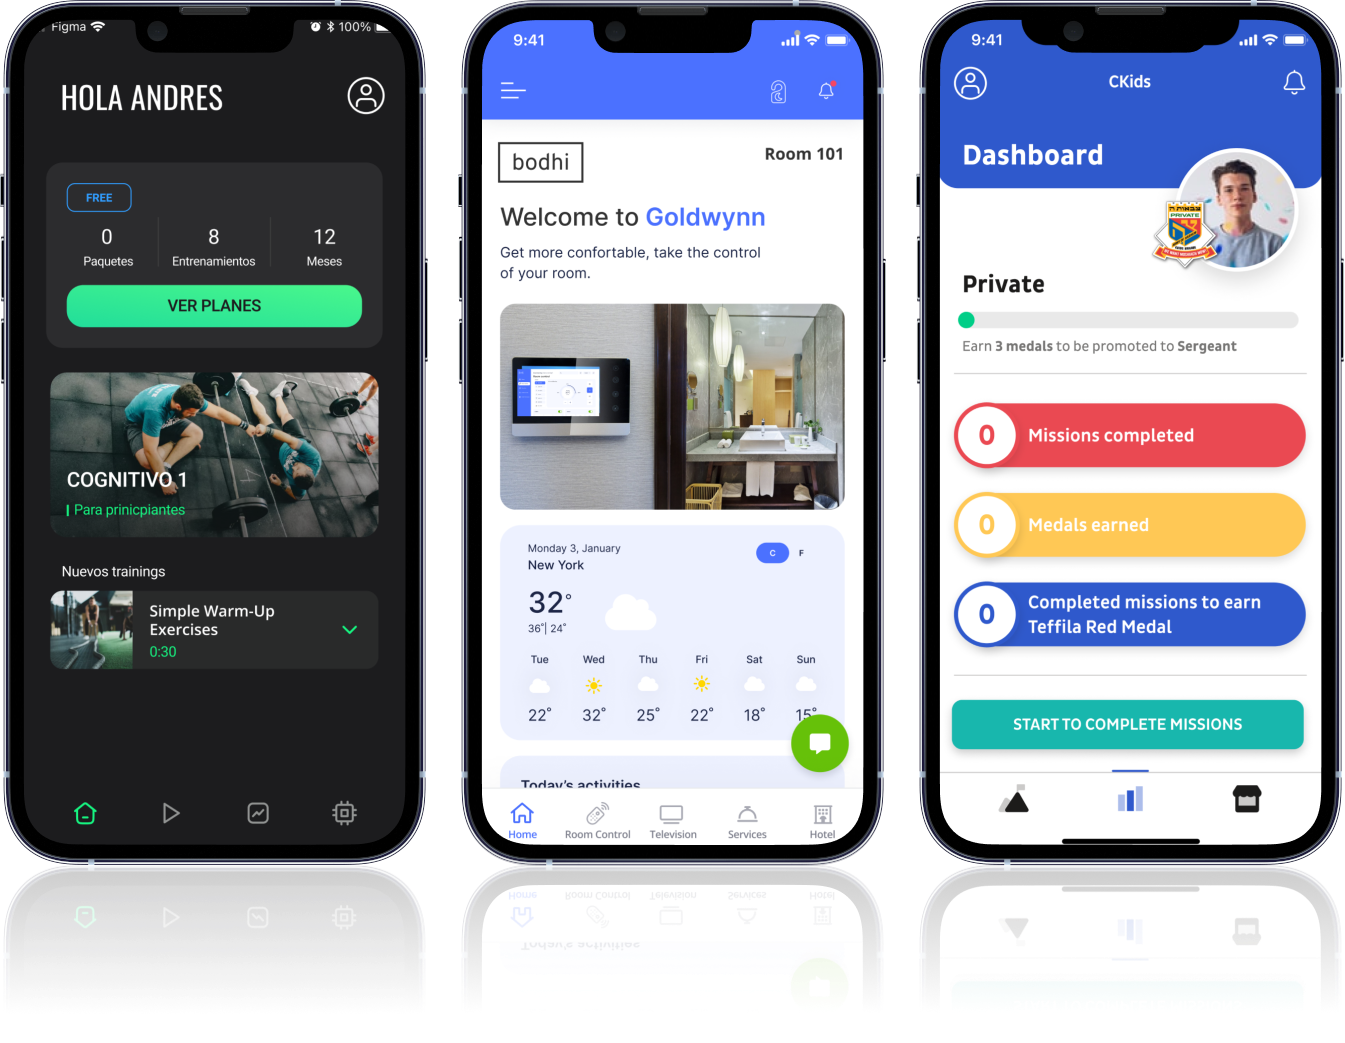 Figma
100%
HOLA ANDRES
FREE
0
8
12
Paquetes
Entrenamientos
Meses
VER PLANES
COGNITIVO 1
Para prinicpiantes
Nuevos trainings
Simple Warm-Up
Exercises
0:30
9:41
bodhi
Room 101
Welcome to Goldwynn
Get more confortable, take the control
of your room.
Monday 3, January
C F
New York
32°
36°| 24°
Tue Wed Thu Fri Sat Sun
22° 32° 25° 22° 18° 15°
Today's activities
Home Room Control Television Services Hotel
9:41
CKids
Dashboard
צבאות ה
PRIVATE
Private
Earn 3 medals to be promoted to Sergeant
0 Missions completed
0 Medals earned
0 Completed missions to earn
Teffila Red Medal
START TO COMPLETE MISSIONS